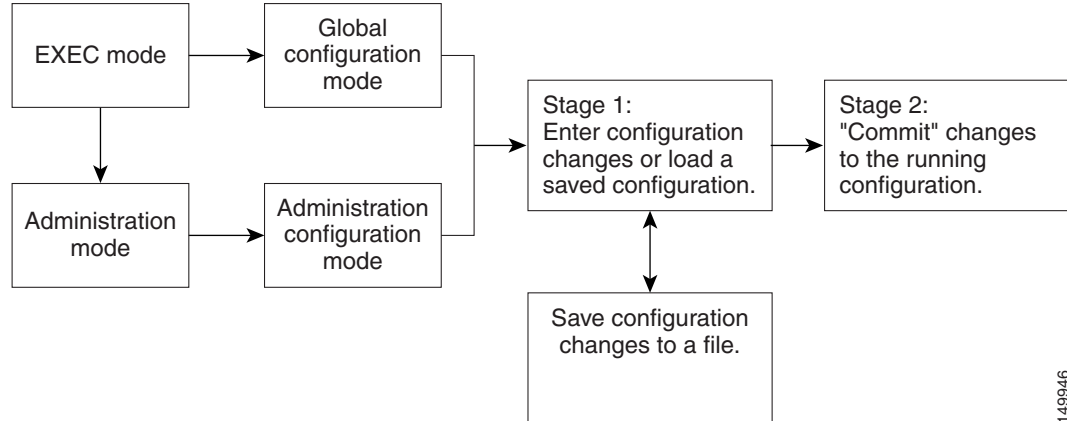 EXEC mode
Global
configuration
mode
Administration
mode
Administration
configuration
mode
Stage 1:
Enter configuration
changes or load a
saved configuration.
Stage 2:
"Commit" changes
to the running
configuration.
Save configuration
changes to a file.
149946